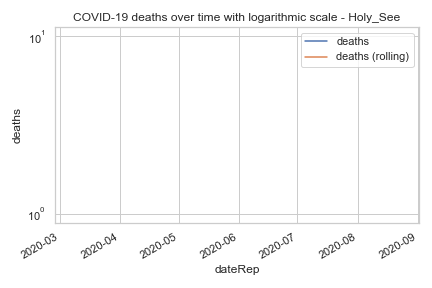 COVID-19 deaths over time with logarithmic scale - Holy_See
deaths
deaths (rolling)
10¹
10⁰
deaths
2020-03
2020-04
2020-05
2020-06
2020-07
2020-08
2020-09
dateRep